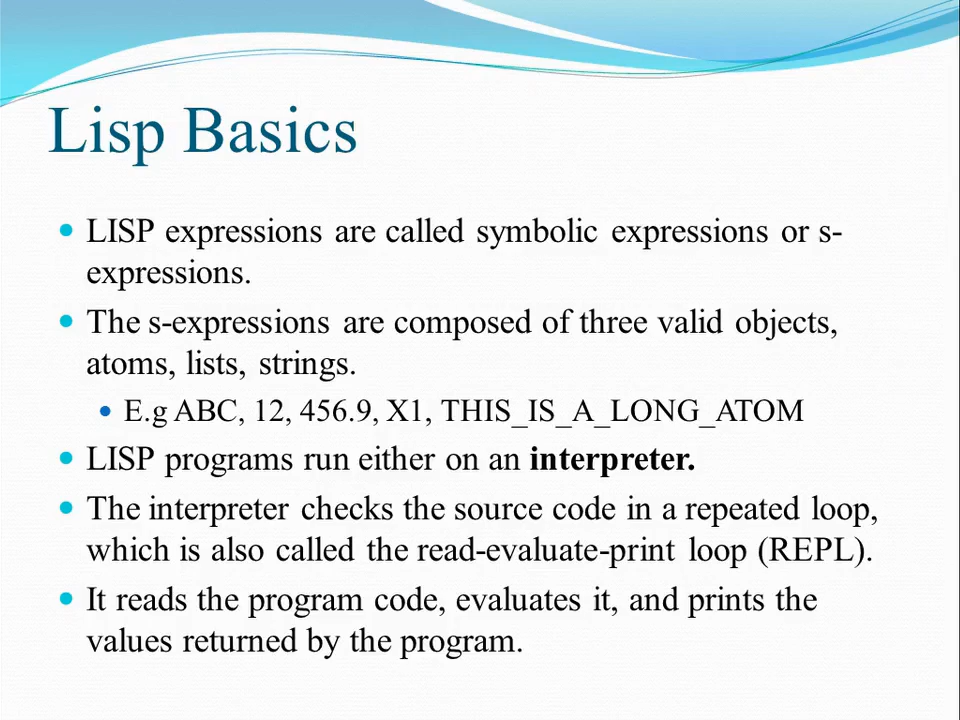 Lisp Basics
LISP expressions are called symbolic expressions or s-
expressions.
The s-expressions are composed of three valid objects,
atoms, lists, strings.
E.g ABC, 12, 456.9, X1, THIS_IS_A_LONG_ATOM
LISP programs run either on an interpreter.
The interpreter checks the source code in a repeated loop,
which is also called the read-evaluate-print loop (REPL).
It reads the program code, evaluates it, and prints the
values returned by the program.